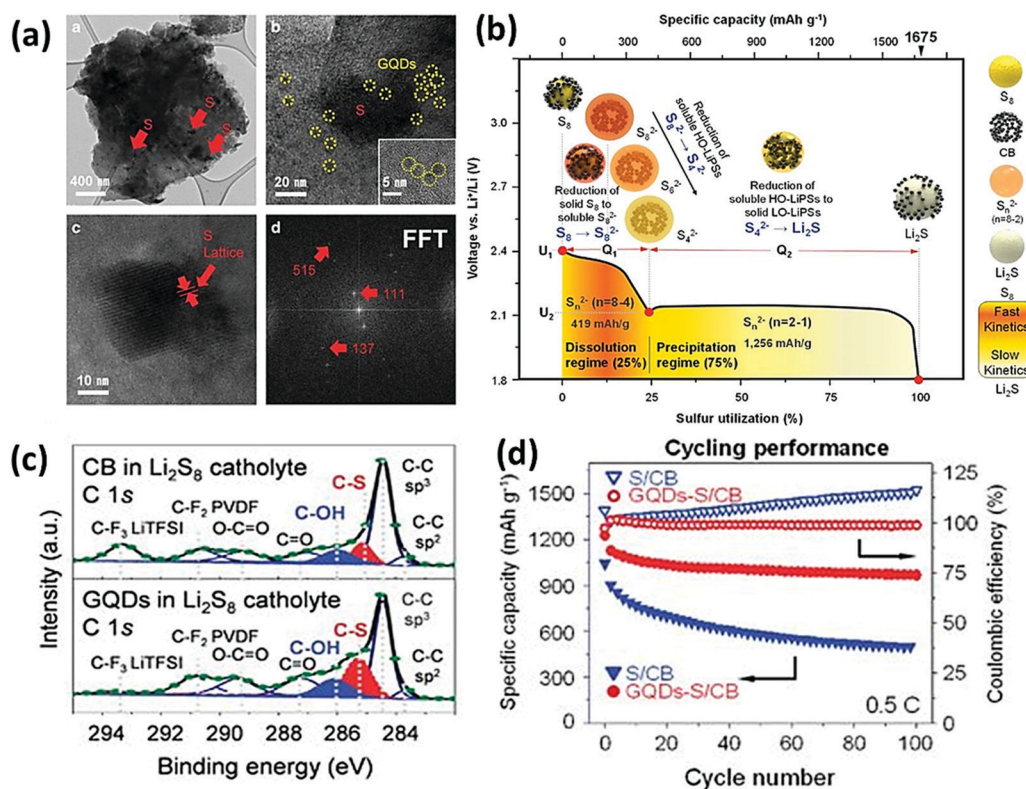 (a)
a
S
S
S
400 nm
b
GQDs
S
20 nm
5 nm
c
S
Lattice
10 nm
d
FFT
515
111
137
(b)
Specific capacity (mAh g⁻¹)
0 300 600 900 1200 1500 1675
Voltage vs. Li⁺/Li (V)
3.0
2.7
2.4
2.1
1.8
S₈
S₈²⁻
S₈²⁻
S₄²⁻
Reduction of
soluble HO-LiPSs
S₈²⁻ → S₄²⁻
Reduction of
solid S₈ to
soluble S₈²⁻
S₈ → S₈²⁻
Reduction of
soluble HO-LiPSs to
solid LO-LiPSs
S₄²⁻ → Li₂S
Li₂S
U₁
Q₁
Q₂
U₂
Sₙ²⁻ (n=8-4)
419 mAh/g
Sₙ²⁻ (n=2-1)
1,256 mAh/g
Dissolution
regime (25%)
Precipitation
regime (75%)
0 25 50 75 100
Sulfur utilization (%)
S₈
CB
Sₙ²⁻
(n=8-2)
Li₂S
S₈
Fast
Kinetics
Slow
Kinetics
Li₂S
(c)
CB in Li₂S₈ catholyte
C 1s
C-F₃ LiTFSI
C-F₂ PVDF
O-C=O
C=O
C-OH
C-S
C-C
sp³
C-C
sp²
GQDs in Li₂S₈ catholyte
C 1s
C-F₃ LiTFSI
C-F₂ PVDF
O-C=O
C=O
C-OH
C-S
C-C
sp³
C-C
sp²
Intensity (a.u.)
294 292 290 288 286 284
Binding energy (eV)
(d)
Cycling performance
S/CB
GQDs-S/CB
S/CB
GQDs-S/CB
0.5 C
Specific capacity (mAh g⁻¹)
1500
1200
900
600
300
0
Coulombic efficiency (%)
125
100
75
50
25
0
0 20 40 60 80 100
Cycle number